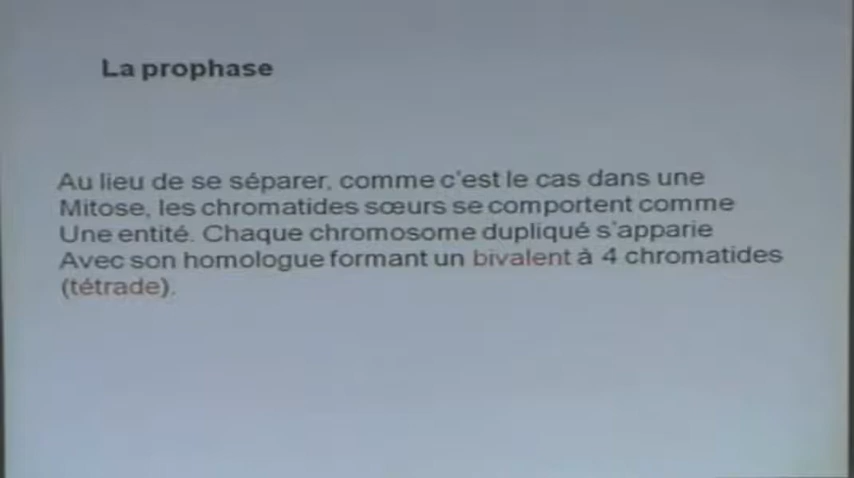 La prophase
Au lieu de se séparer, comme c'est le cas dans une
Mitose, les chromatides sœurs se comportent comme
Une entité. Chaque chromosome dupliqué s'apparie
Avec son homologue formant un bivalent à 4 chromatides
(tétrade).